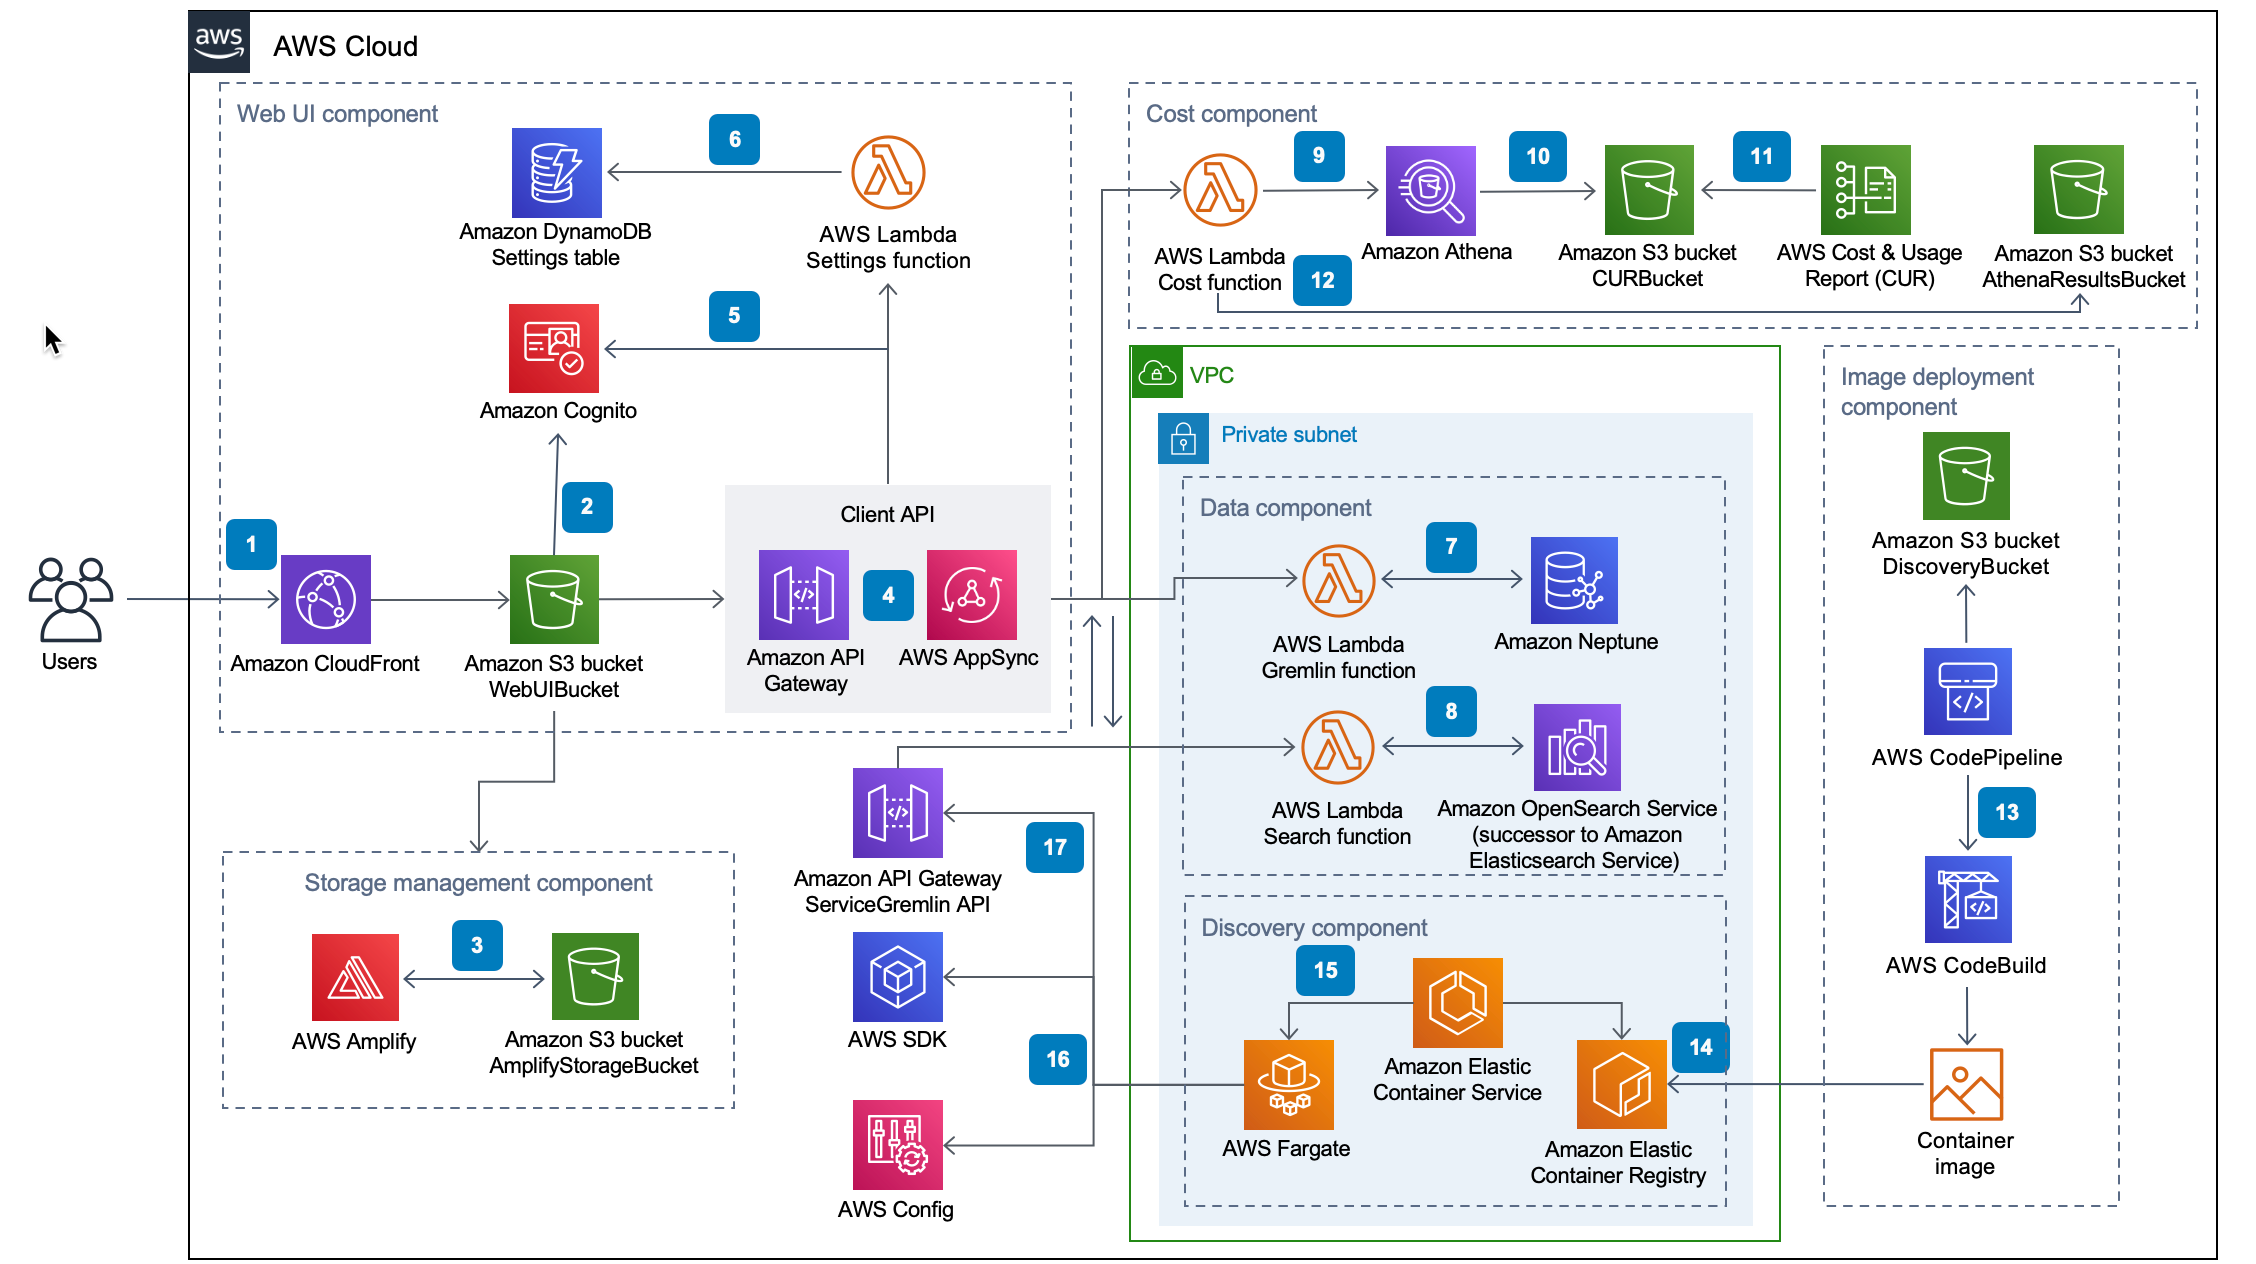 aws
AWS Cloud
Web UI component
6
Amazon DynamoDB
Settings table
AWS Lambda
Settings function
5
Amazon Cognito
2
1
Users
Amazon CloudFront
Amazon S3 bucket
WebUIBucket
Client API
4
Amazon API
Gateway
AWS AppSync
Storage management component
3
AWS Amplify
Amazon S3 bucket
AmplifyStorageBucket
Amazon API Gateway
ServiceGremlin API
17
AWS SDK
16
AWS Config
Cost component
9
10
11
AWS Lambda
Cost function
12
Amazon Athena
Amazon S3 bucket
CURBucket
AWS Cost & Usage
Report (CUR)
Amazon S3 bucket
AthenaResultsBucket
VPC
Private subnet
Data component
7
AWS Lambda
Gremlin function
Amazon Neptune
8
AWS Lambda
Search function
Amazon OpenSearch Service
(successor to Amazon
Elasticsearch Service)
Discovery component
15
Amazon Elastic
Container Service
14
AWS Fargate
Amazon Elastic
Container Registry
Image deployment
component
Amazon S3 bucket
DiscoveryBucket
AWS CodePipeline
13
AWS CodeBuild
Container
image